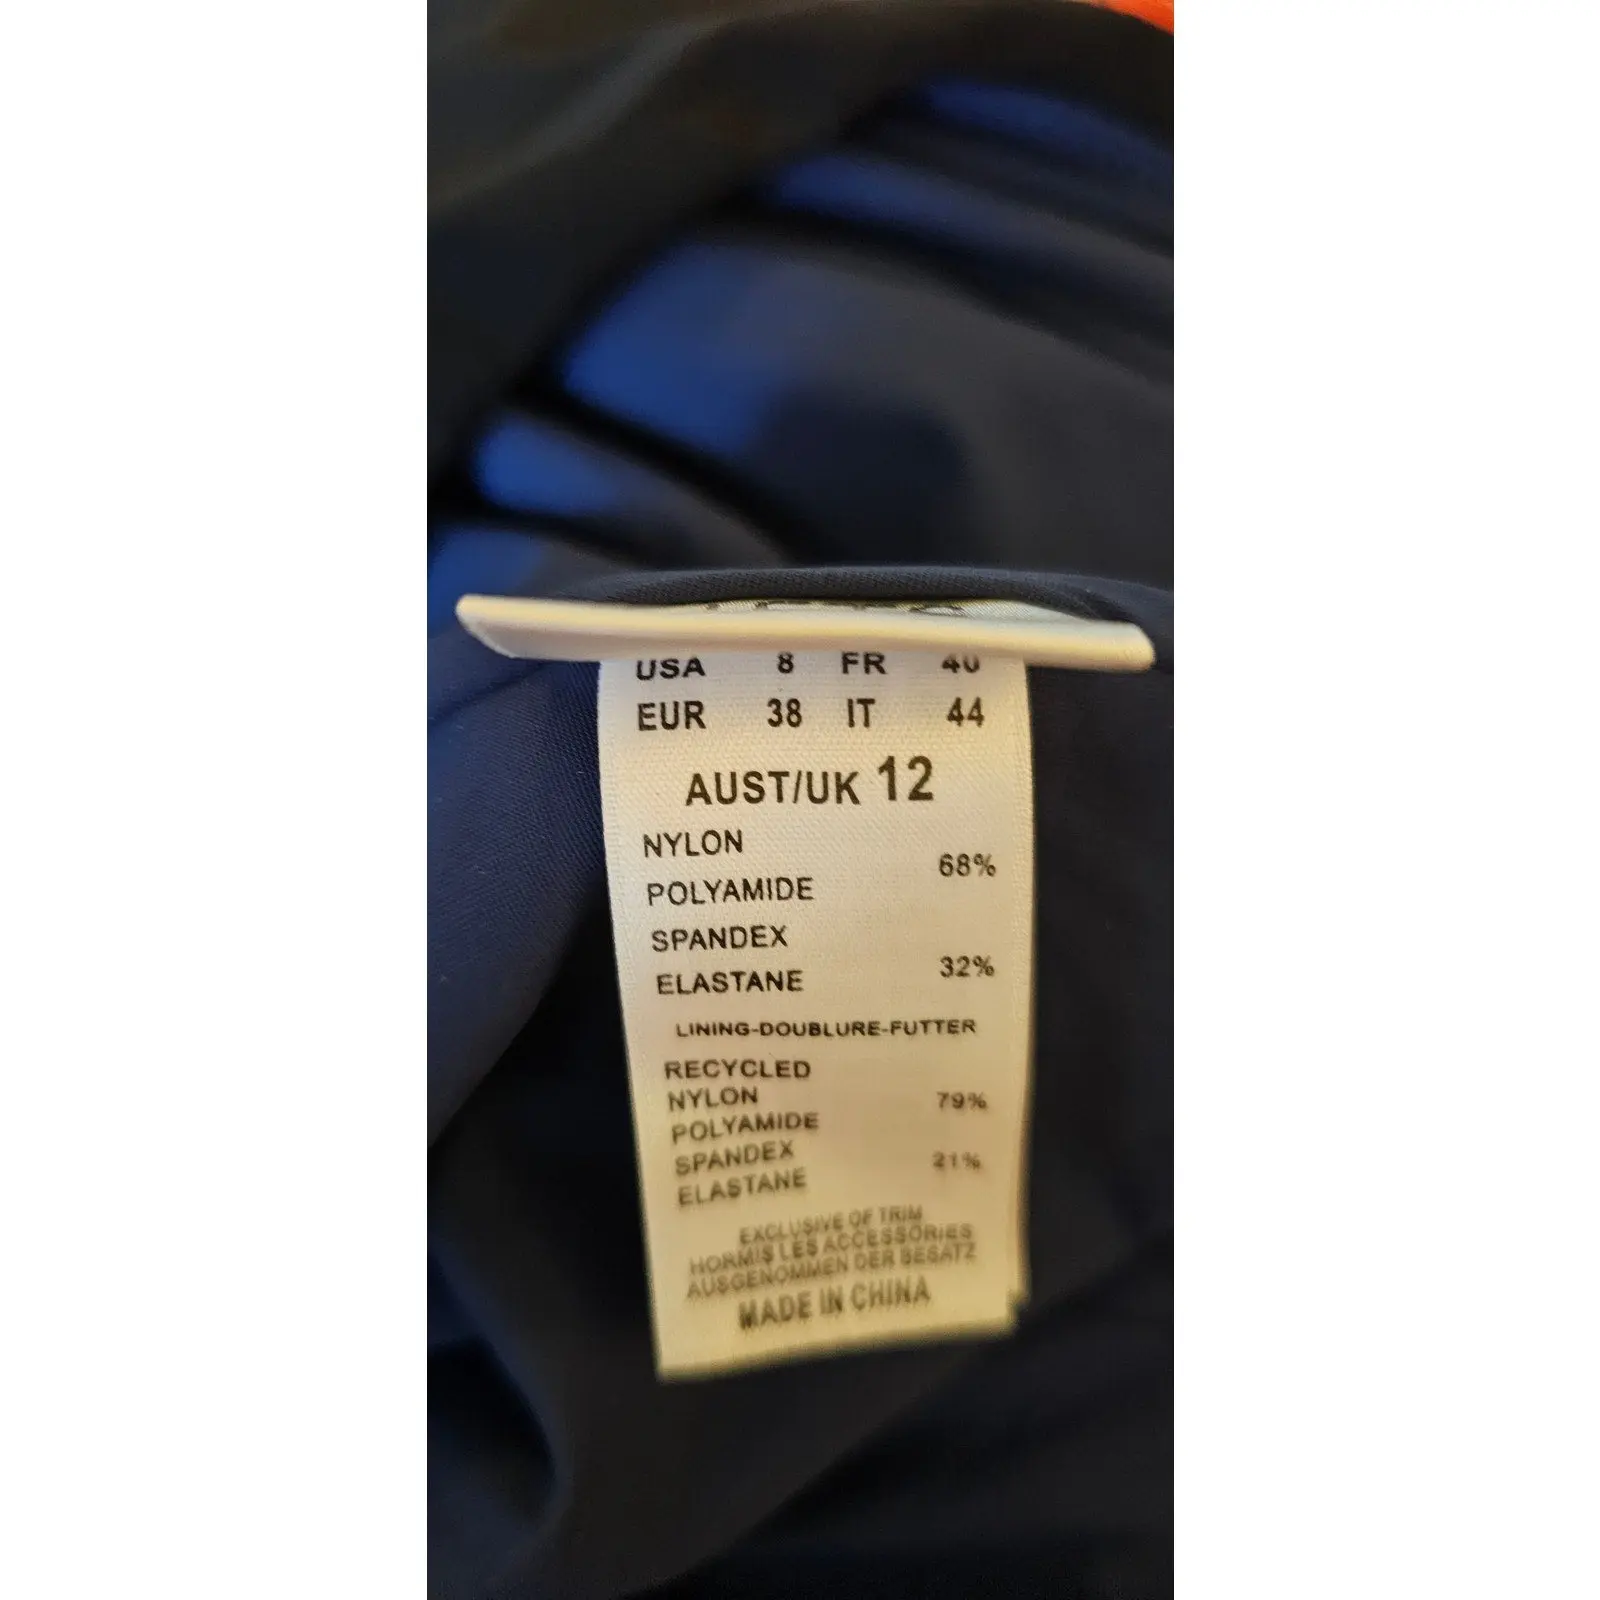 USA 8 FR 40
EUR 38 IT 44
AUST/UK 12
NYLON
POLYAMIDE 68%
SPANDEX
ELASTANE 32%
LINING-DOUBLURE-FUTTER
RECYCLED
NYLON 79%
POLYAMIDE
SPANDEX 21%
ELASTANE
EXCLUSIVE OF TRIM
HORMIS LES ACCESSORIES
AUSGENOMMEN DER BESATZ
MADE IN CHINA